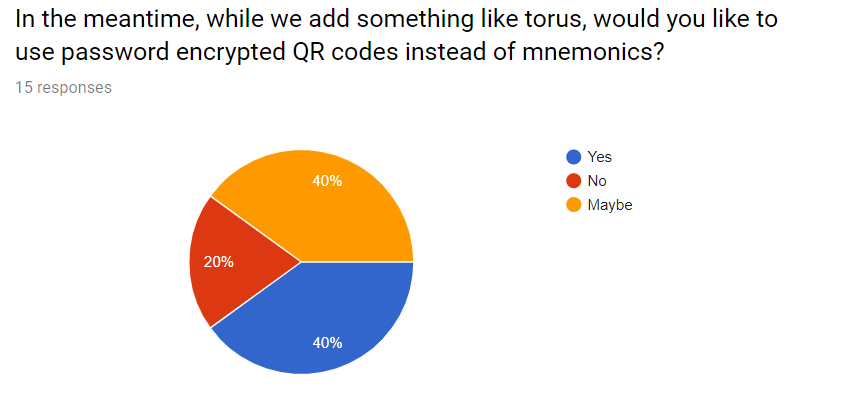 In the meantime, while we add something like torus, would you like to
use password encrypted QR codes instead of mnemonics?
15 responses
40%
20%
40%
Yes
No
Maybe